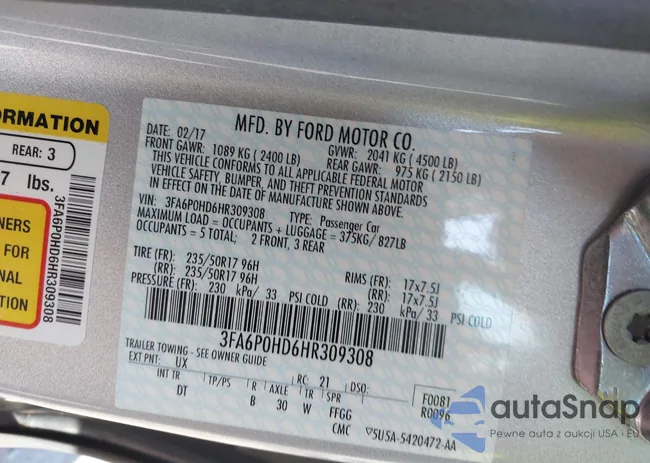 ORMATION
REAR: 3
7 lbs.
NERS
FOR
NAL
N
3FA6P0HD6HR309308
MFD. BY FORD MOTOR CO.
DATE: 02/17
GVWR: 2041 KG ( 4500 LB)
FRONT GAWR: 1089 KG ( 2400 LB)
REAR GAWR: 975 KG ( 2150 LB)
THIS VEHICLE CONFORMS TO ALL APPLICABLE FEDERAL MOTOR
VEHICLE SAFETY, BUMPER, AND THEFT PREVENTION STANDARDS
IN EFFECT ON THE DATE OF MANUFACTURE SHOWN ABOVE.
VIN: 3FA6P0HD6HR309308 TYPE: Passenger Car
MAXIMUM LOAD = OCCUPANTS + LUGGAGE = 375KG/ 827LB
OCCUPANTS = 5 TOTAL; 2 FRONT, 3 REAR
TIRE (FR): 235/50R17 96H RIMS (FR): 17x7.5J
(RR): 235/50R17 96H (RR): 17x7.5J
PRESSURE (FR): 230 kPa/ 33 PSI COLD (RR): 230 kPa/ 33 PSI COLD
3FA6P0HD6HR309308
TRAILER TOWING - SEE OWNER GUIDE
EXT PNT: UX RC: 21 DSO: F0081
INT TR TP/PS R AXLE TR SPR R0096
DT B 30 W FFGG
CMC 5U5A-5420472-AA
autaSnap
Pewne auta z aukcji USA i EU